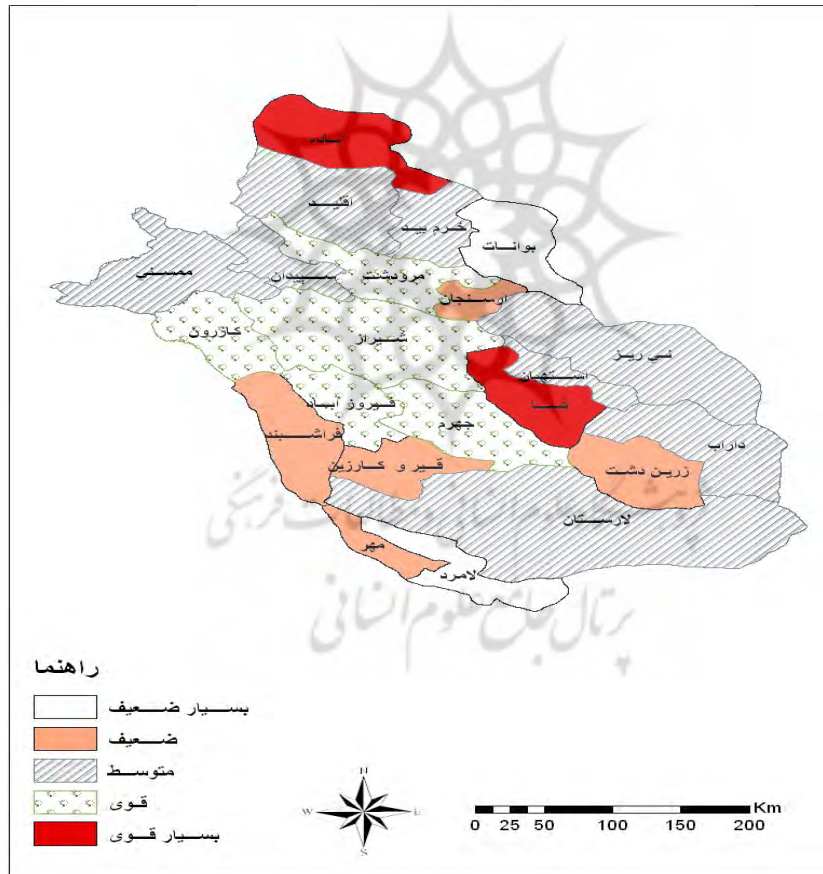 آباده
اقلید
خرم بید
بوانات
ممسنی
سپیدان
مرودشت
ارسنجان
کازرون
شیراز
نی ریز
استهبان
فسا
فیروز آباد
جهرم
فراشبند
قیر و کارزین
زرین دشت
داراب
لارستان
مهر
لامرد
پرتال جامع علوم انسانی
راهنما
بسیار ضعیف
ضعیف
متوسط
قوی
بسیار قوی
N
W
E
S
Km
0 25 50 100 150 200